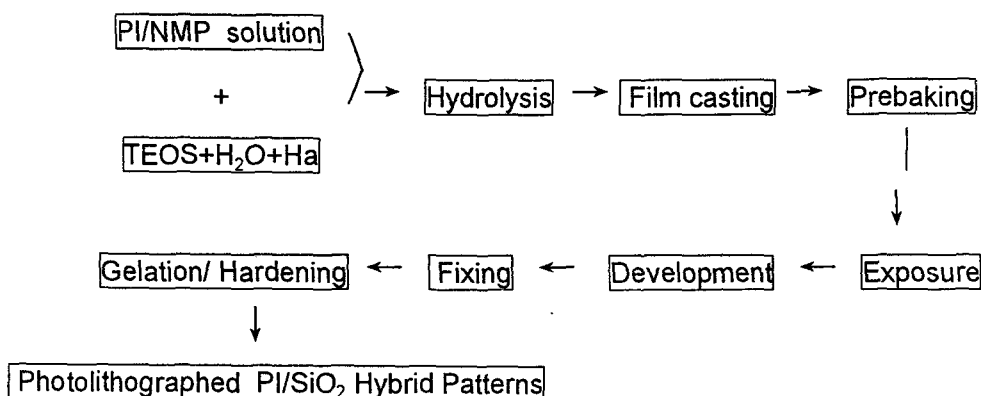 PI/NMP solution
+
TEOS+H₂O+Ha
Hydrolysis
Film casting
Prebaking
Exposure
Development
Fixing
Gelation/ Hardening
Photolithographed PI/SiO₂ Hybrid Patterns